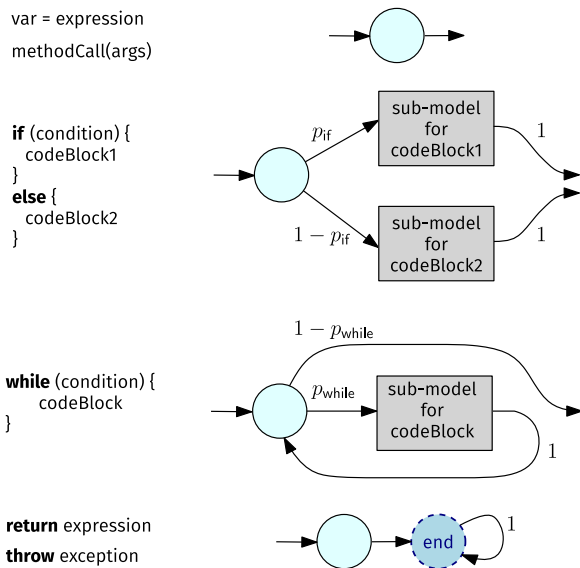 var = expression
methodCall(args)
if (condition) {
codeBlock1
}
else {
codeBlock2
}
p_if
1 − p_if
sub-model
for
codeBlock1
1
sub-model
for
codeBlock2
1
while (condition) {
codeBlock
}
1 − p_while
p_while
sub-model
for
codeBlock
1
return expression
throw exception
end
1